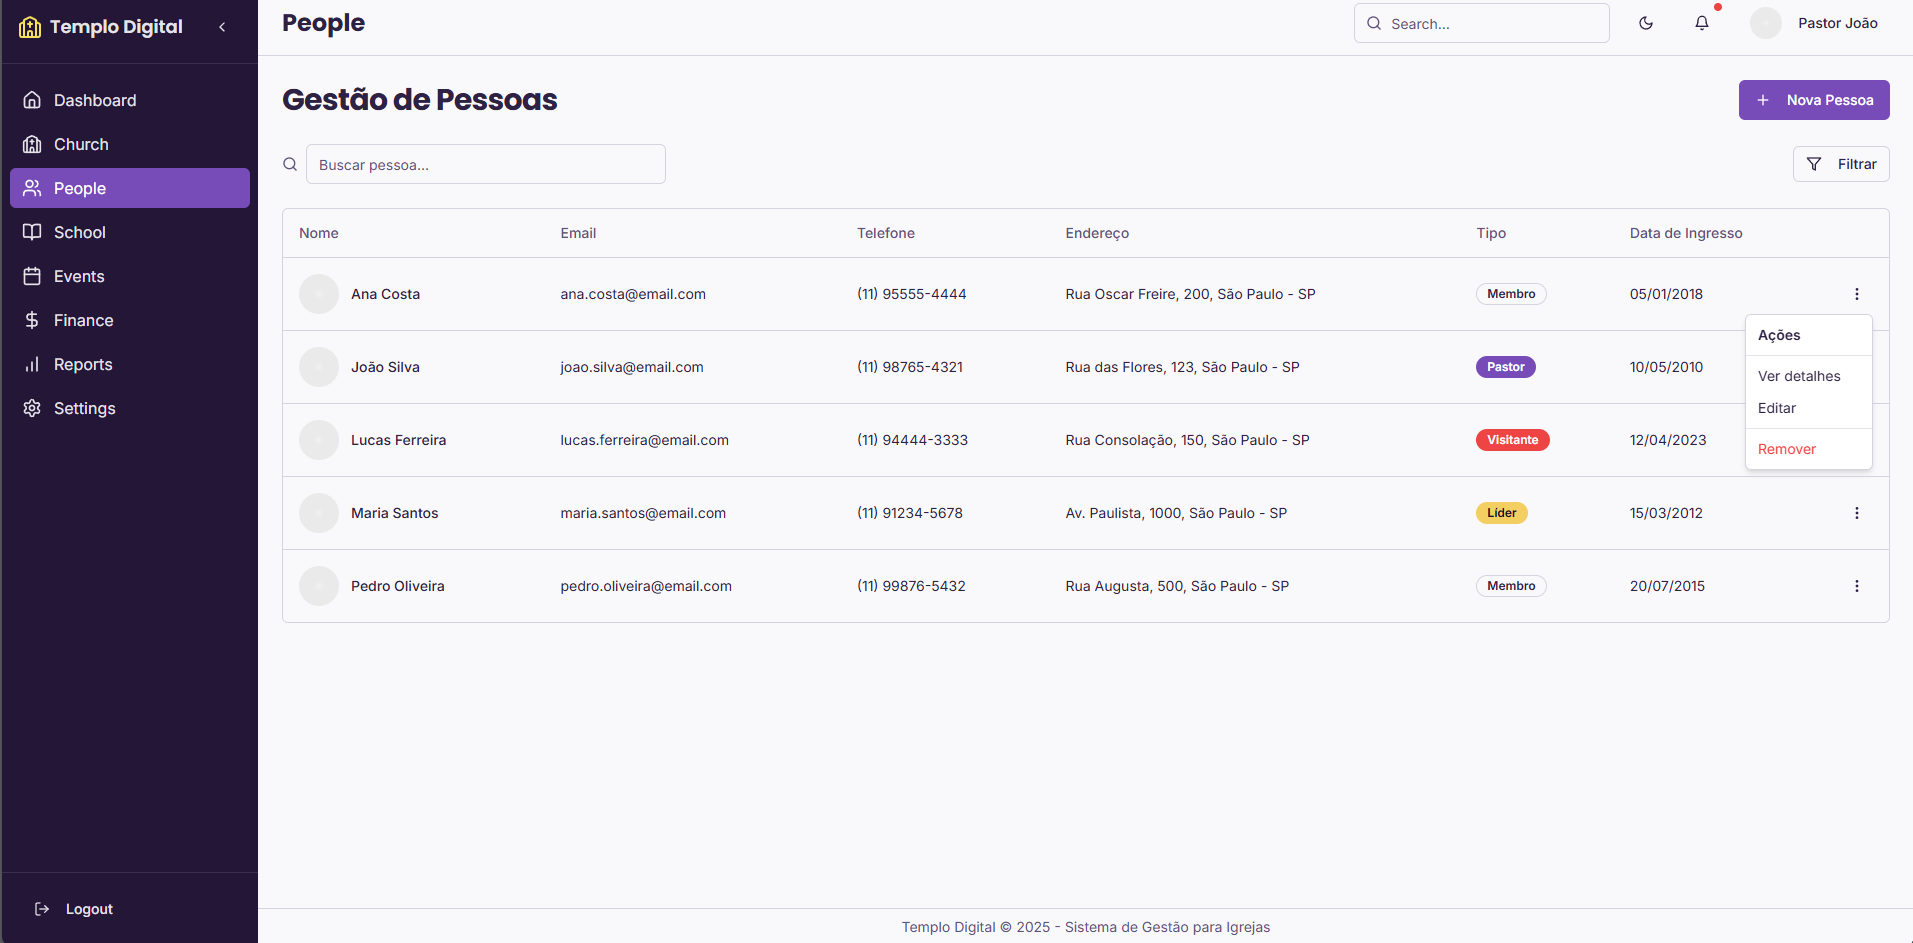 Templo Digital
People
Search...
Pastor João
Dashboard
Church
People
School
Events
Finance
Reports
Settings
Logout
Gestão de Pessoas
Nova Pessoa
Buscar pessoa...
Filtrar
Nome Email Telefone Endereço Tipo Data de Ingresso
Ana Costa ana.costa@email.com (11) 95555-4444 Rua Oscar Freire, 200, São Paulo - SP Membro 05/01/2018
João Silva joao.silva@email.com (11) 98765-4321 Rua das Flores, 123, São Paulo - SP Pastor 10/05/2010
Lucas Ferreira lucas.ferreira@email.com (11) 94444-3333 Rua Consolação, 150, São Paulo - SP Visitante 12/04/2023
Maria Santos maria.santos@email.com (11) 91234-5678 Av. Paulista, 1000, São Paulo - SP Líder 15/03/2012
Pedro Oliveira pedro.oliveira@email.com (11) 99876-5432 Rua Augusta, 500, São Paulo - SP Membro 20/07/2015
Ações
Ver detalhes
Editar
Remover
Templo Digital © 2025 - Sistema de Gestão para Igrejas